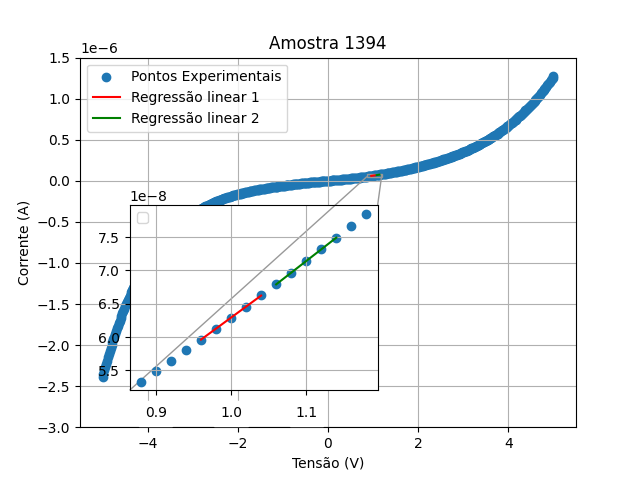 Amostra 1394
1e−6
1.5
1.0
0.5
0.0
−0.5
−1.0
−1.5
−2.0
−2.5
−3.0
Corrente (A)
Pontos Experimentais
Regressão linear 1
Regressão linear 2
1e−8
7.5
7.0
6.5
6.0
5.5
0.9 1.0 1.1
−4 −2 0 2 4
Tensão (V)